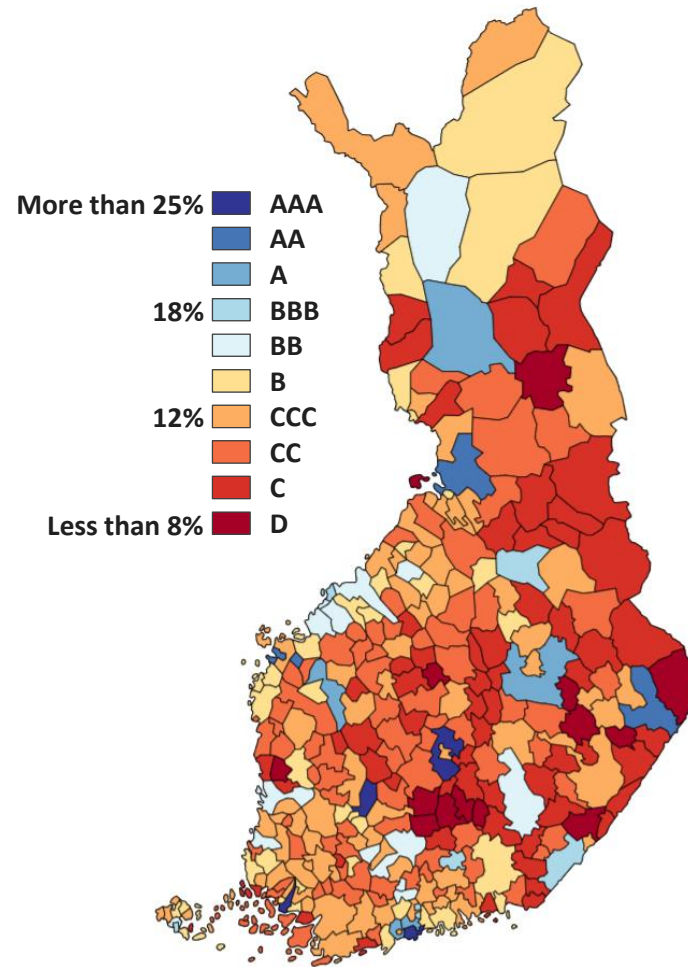 More than 25% AAA
AA
A
18% BBB
BB
B
12% CCC
CC
C
Less than 8% D